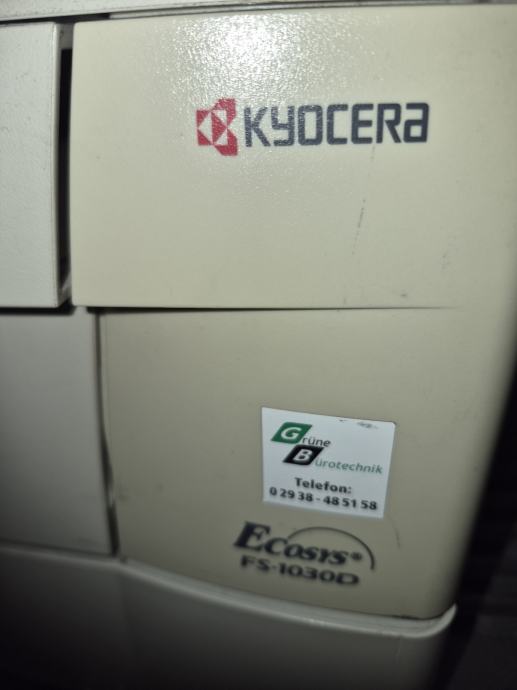 KYOCERA
Grüne
Bürotechnik
Telefon:
0 29 38 - 48 51 58
Ecosys®
FS-1030D